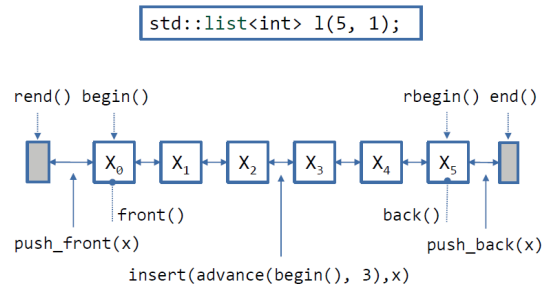 std::list<int> l(5, 1);
rend() begin() rbegin() end()
X0 X1 X2 X3 X4 X5
front() back()
push_front(x) push_back(x)
insert(advance(begin(), 3),x)